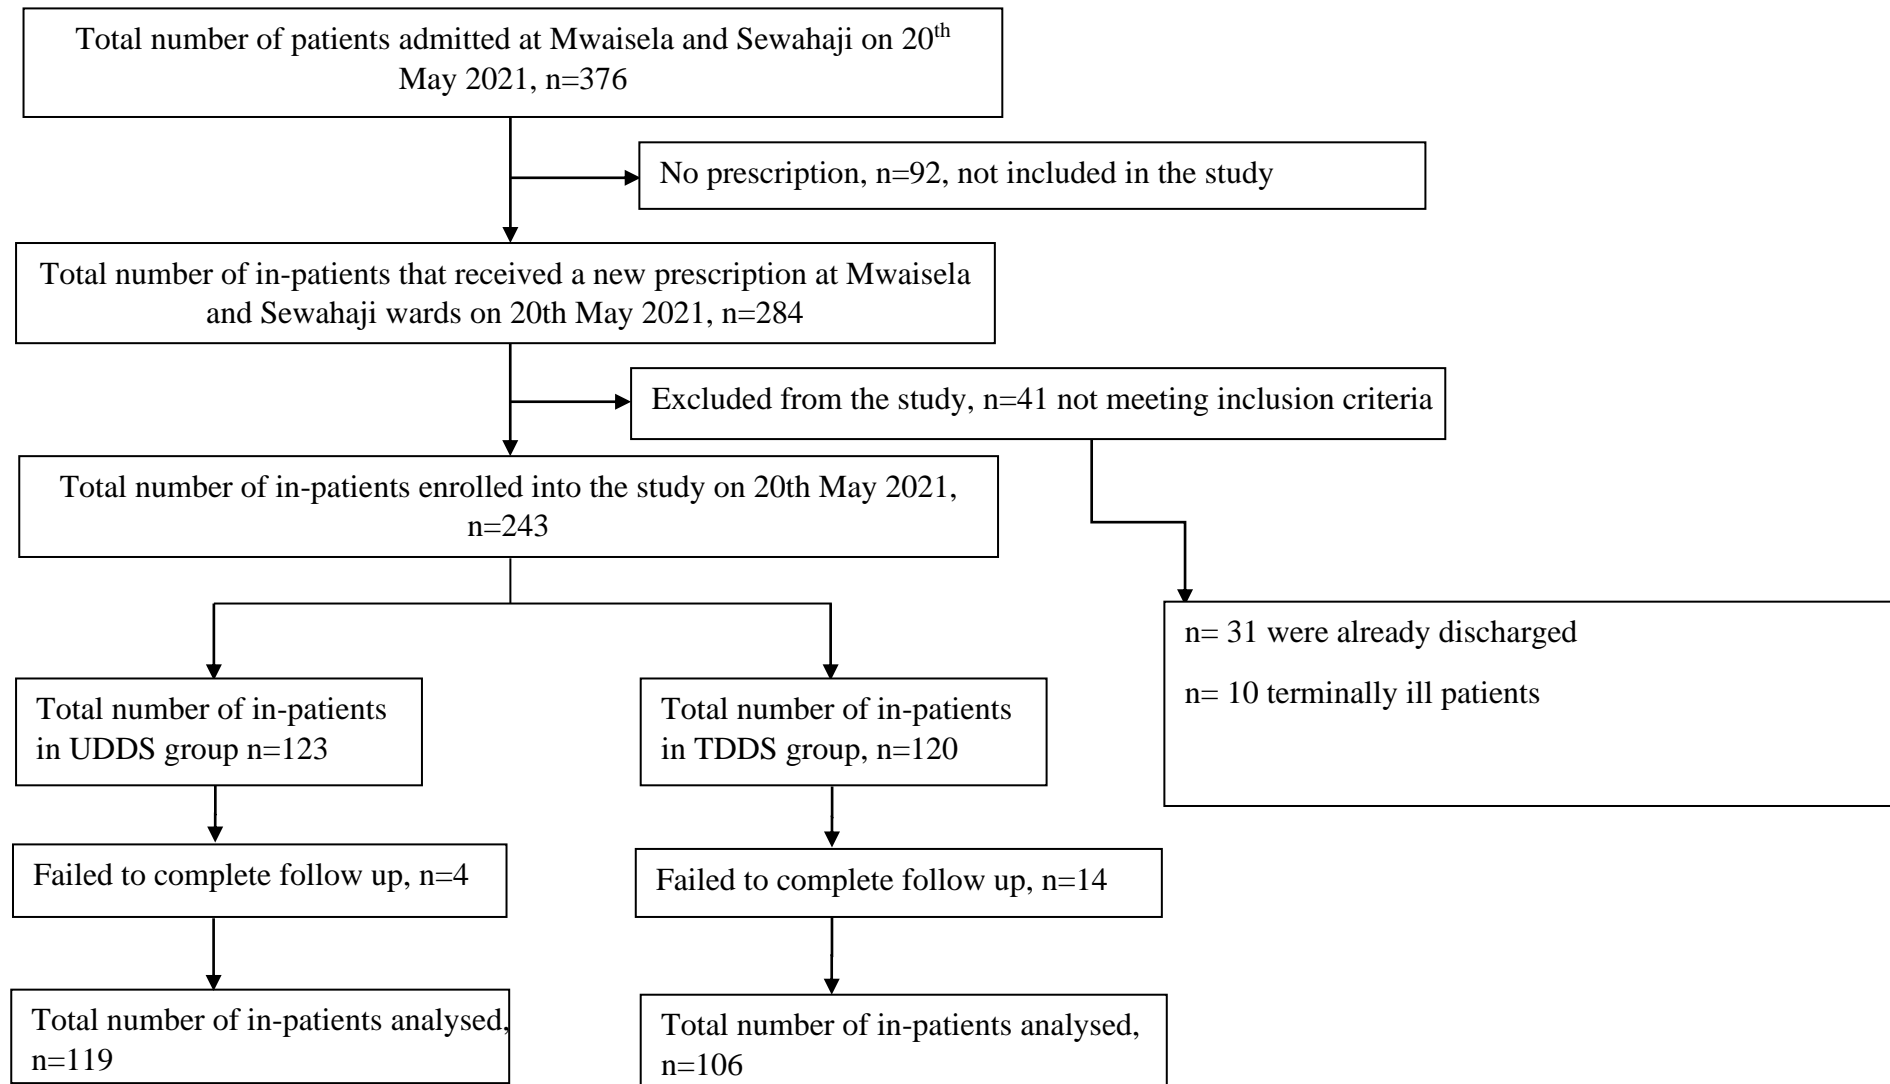 Total number of patients admitted at Mwaisela and Sewahaji on 20th
May 2021, n=376
No prescription, n=92, not included in the study
Total number of in-patients that received a new prescription at Mwaisela
and Sewahaji wards on 20th May 2021, n=284
Excluded from the study, n=41 not meeting inclusion criteria
Total number of in-patients enrolled into the study on 20th May 2021,
n=243
n= 31 were already discharged
n= 10 terminally ill patients
Total number of in-patients
in UDDS group n=123
Total number of in-patients
in TDDS group, n=120
Failed to complete follow up, n=4
Failed to complete follow up, n=14
Total number of in-patients analysed,
n=119
Total number of in-patients analysed,
n=106